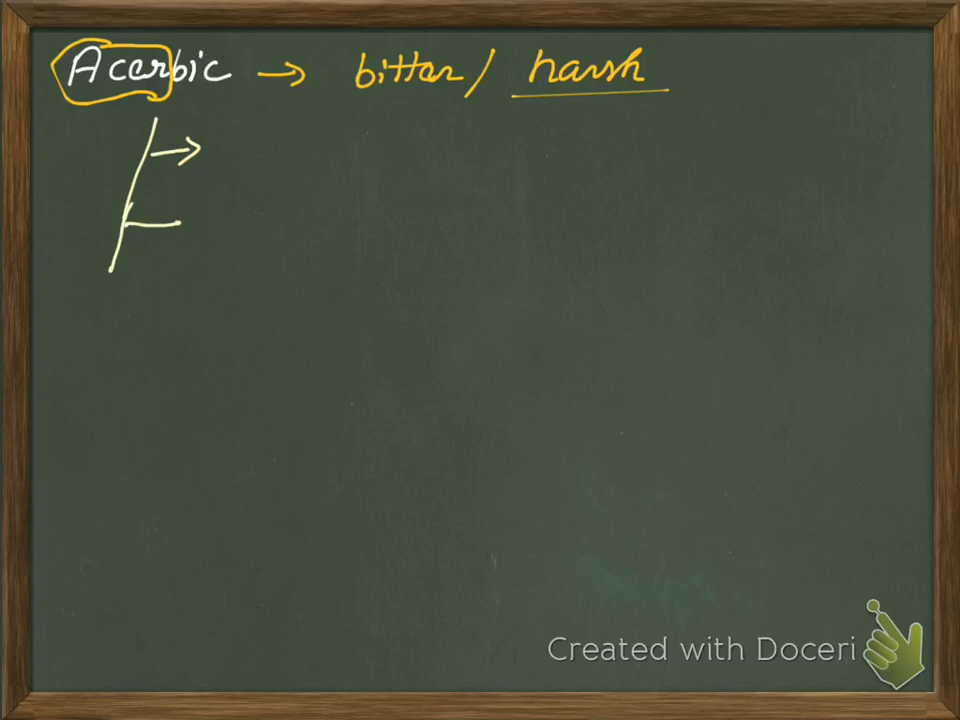 Acerbic → bitter / harsh
Created with Doceri